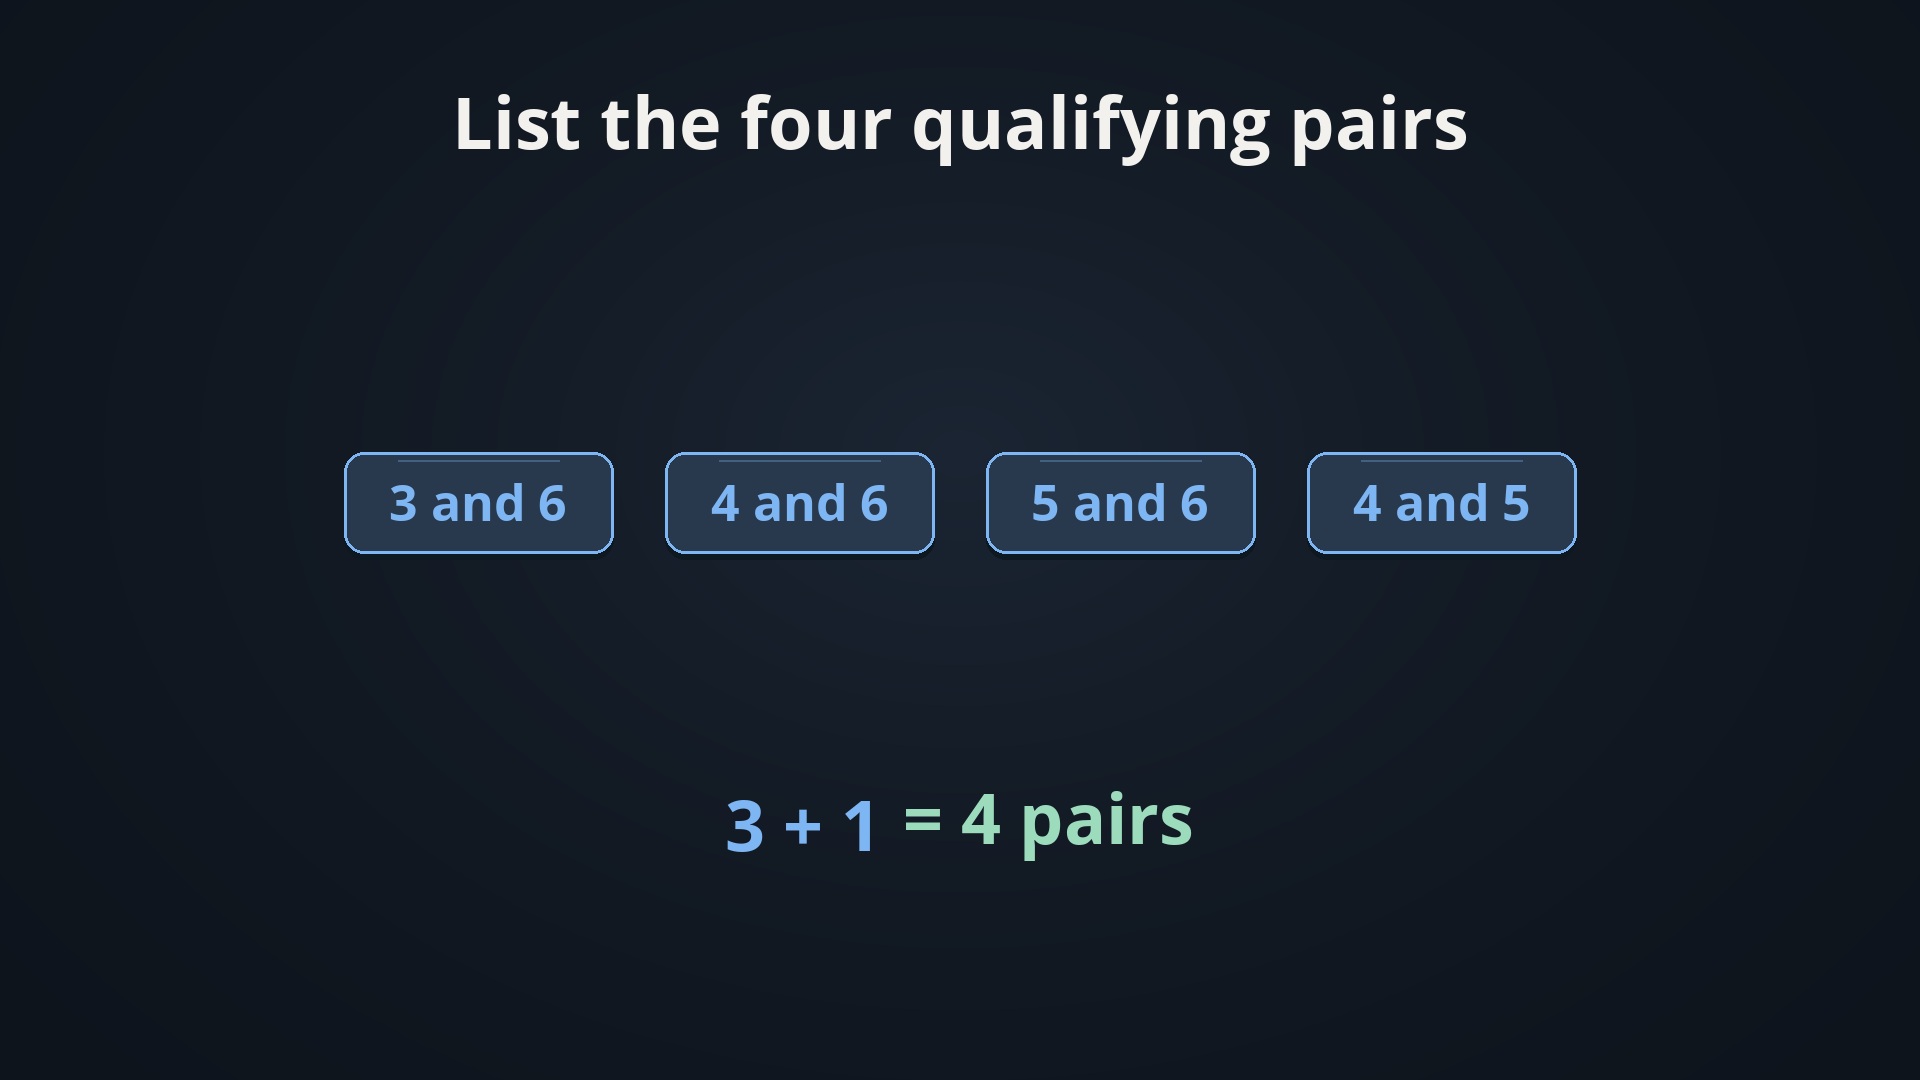 List the four qualifying pairs
3 and 6
4 and 6
5 and 6
4 and 5
3 + 1 = 4 pairs